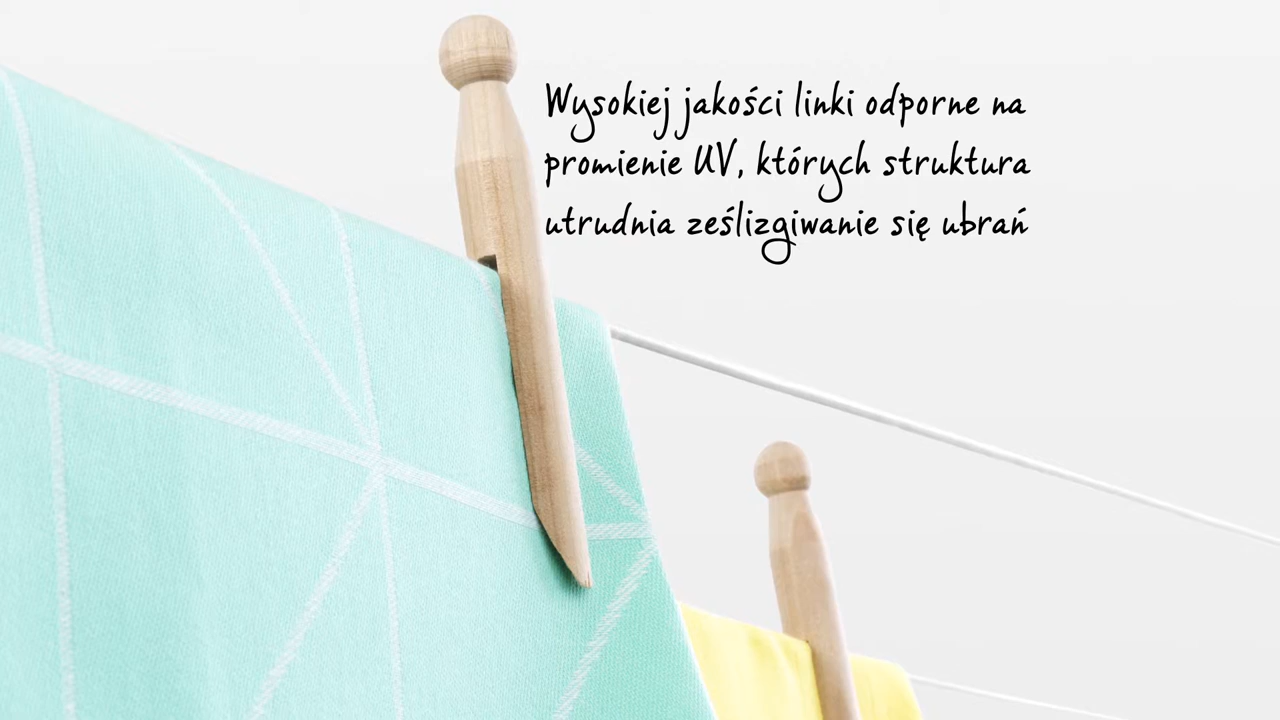 Wysokiej jakości linki odporne na
promienie UV, których struktura
utrudnia ześlizgiwanie się ubrań